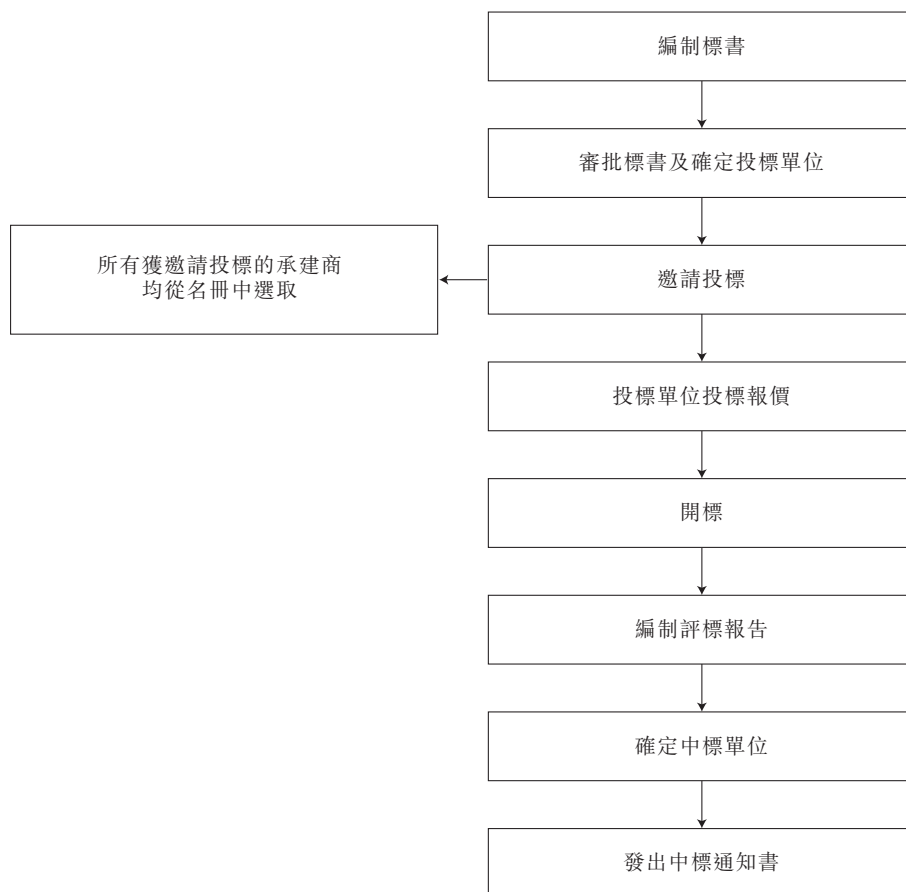 編制標書
審批標書及確定投標單位
所有獲邀請投標的承建商
均從名冊中選取
邀請投標
投標單位投標報價
開標
編制評標報告
確定中標單位
發出中標通知書